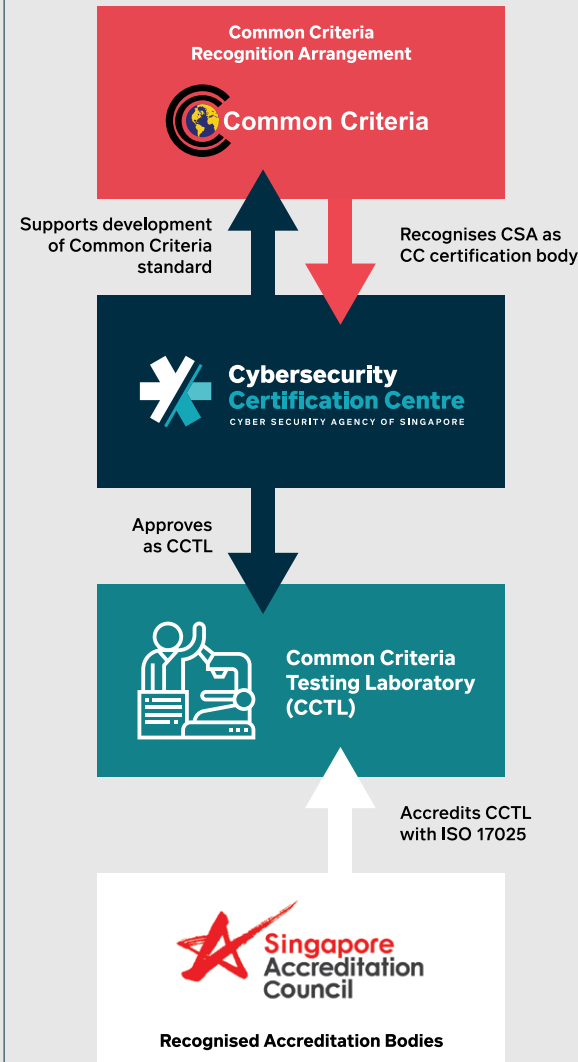 Common Criteria
Recognition Arrangement
Common Criteria
Supports development
of Common Criteria
standard
Recognises CSA as
CC certification body
Cybersecurity
Certification Centre
CYBER SECURITY AGENCY OF SINGAPORE
Approves
as CCTL
Common Criteria
Testing Laboratory
(CCTL)
Accredits CCTL
with ISO 17025
Singapore
Accreditation
Council
Recognised Accreditation Bodies